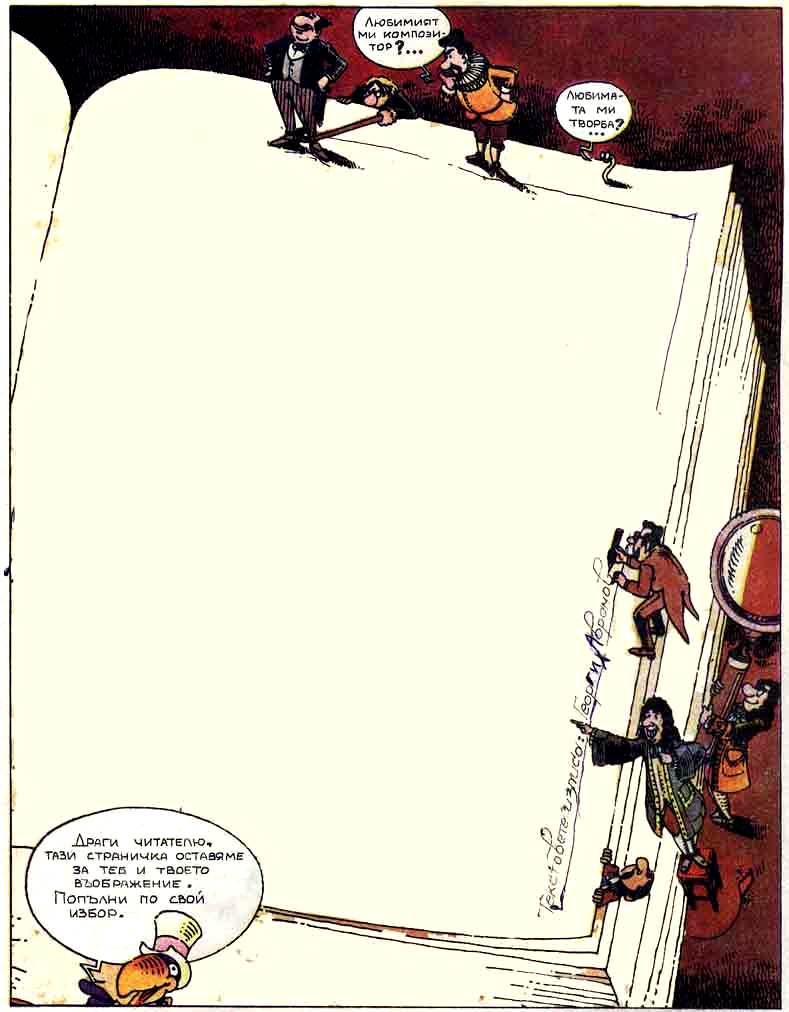 ЛЮБИМИЯТ
МИ КОМПОЗИ-
ТОР?...
ЛЮБИМА-
ТА МИ
ТВОРБА?
...
Текстовете изписа: Георги Аврамов
ДРАГИ ЧИТАТЕЛЮ,
ТАЗИ СТРАНИЧКА ОСТАВЯМЕ
ЗА ТЕБ И ТВОЕТО
ВЪОБРАЖЕНИЕ.
ПОПЪЛНИ ПО СВОЙ
ИЗБОР.